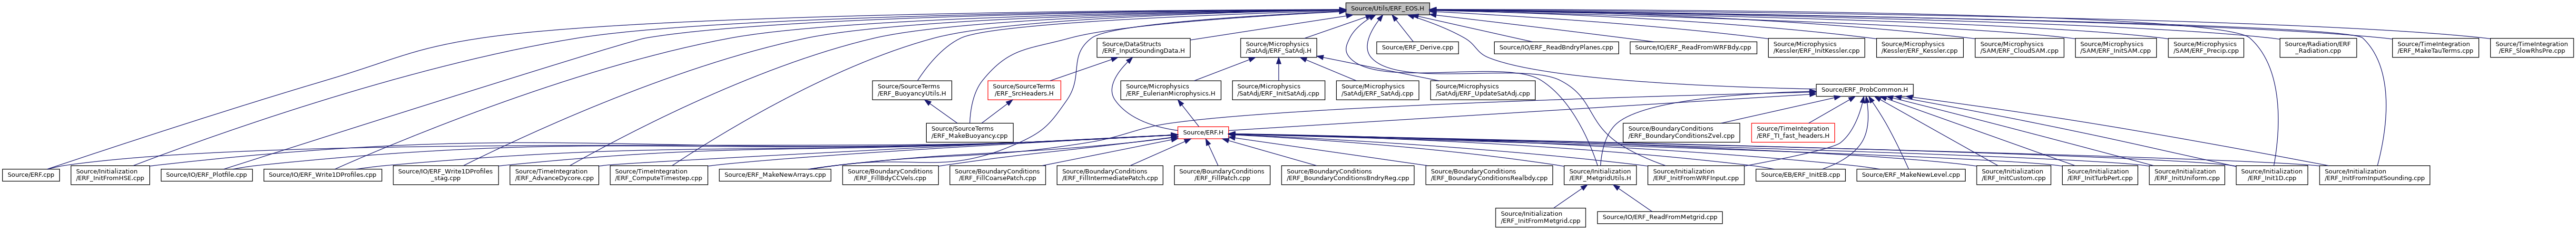 Source/Utils/ERF_EOS.H
Source/DataStructs
/ERF_InputSoundingData.H
Source/Microphysics
/SatAdj/ERF_SatAdj.H
Source/ERF_Derive.cpp
Source/IO/ERF_ReadBndryPlanes.cpp
Source/IO/ERF_ReadFromWRFBdy.cpp
Source/Microphysics
/Kessler/ERF_InitKessler.cpp
Source/Microphysics
/Kessler/ERF_Kessler.cpp
Source/Microphysics
/SAM/ERF_CloudSAM.cpp
Source/Microphysics
/SAM/ERF_InitSAM.cpp
Source/Microphysics
/SAM/ERF_Precip.cpp
Source/Radiation/ERF
_Radiation.cpp
Source/TimeIntegration
/ERF_MakeTauTerms.cpp
Source/TimeIntegration
/ERF_SlowRhsPre.cpp
Source/SourceTerms
/ERF_BuoyancyUtils.H
Source/SourceTerms
/ERF_SrcHeaders.H
Source/Microphysics
/ERF_EulerianMicrophysics.H
Source/Microphysics
/SatAdj/ERF_InitSatAdj.cpp
Source/Microphysics
/SatAdj/ERF_SatAdj.cpp
Source/Microphysics
/SatAdj/ERF_UpdateSatAdj.cpp
Source/ERF_ProbCommon.H
Source/SourceTerms
/ERF_MakeBuoyancy.cpp
Source/ERF.H
Source/BoundaryConditions
/ERF_BoundaryConditionsZvel.cpp
Source/TimeIntegration
/ERF_TI_fast_headers.H
Source/ERF.cpp
Source/Initialization
/ERF_InitFromHSE.cpp
Source/IO/ERF_Plotfile.cpp
Source/IO/ERF_Write1DProfiles.cpp
Source/IO/ERF_Write1DProfiles
_stag.cpp
Source/TimeIntegration
/ERF_AdvanceDycore.cpp
Source/TimeIntegration
/ERF_ComputeTimestep.cpp
Source/ERF_MakeNewArrays.cpp
Source/BoundaryConditions
/ERF_FillBdyCCVels.cpp
Source/BoundaryConditions
/ERF_FillCoarsePatch.cpp
Source/BoundaryConditions
/ERF_FillIntermediatePatch.cpp
Source/BoundaryConditions
/ERF_FillPatch.cpp
Source/BoundaryConditions
/ERF_BoundaryConditionsBndryReg.cpp
Source/BoundaryConditions
/ERF_BoundaryConditionsRealbdy.cpp
Source/Initialization
/ERF_MetgridUtils.H
Source/Initialization
/ERF_InitFromWRFInput.cpp
Source/EB/ERF_InitEB.cpp
Source/ERF_MakeNewLevel.cpp
Source/Initialization
/ERF_InitCustom.cpp
Source/Initialization
/ERF_InitTurbPert.cpp
Source/Initialization
/ERF_InitUniform.cpp
Source/Initialization
/ERF_Init1D.cpp
Source/Initialization
/ERF_InitFromInputSounding.cpp
Source/Initialization
/ERF_InitFromMetgrid.cpp
Source/IO/ERF_ReadFromMetgrid.cpp